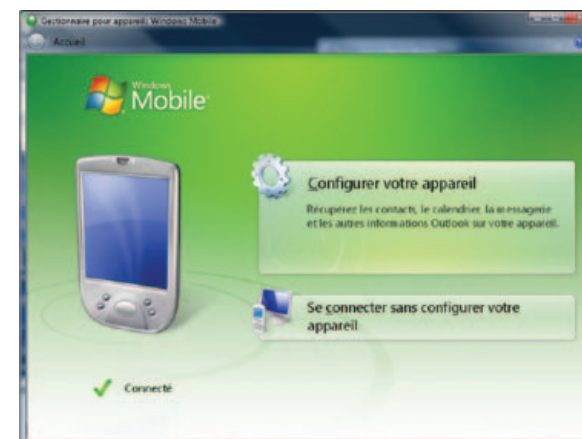 Gestionnaire pour appareils Windows Mobile
Accueil
Windows
Mobile
Configurer votre appareil
Récupérez les contacts, le calendrier, la messagerie
et les autres informations Outlook sur votre appareil.
Se connecter sans configurer votre
appareil
Connecté